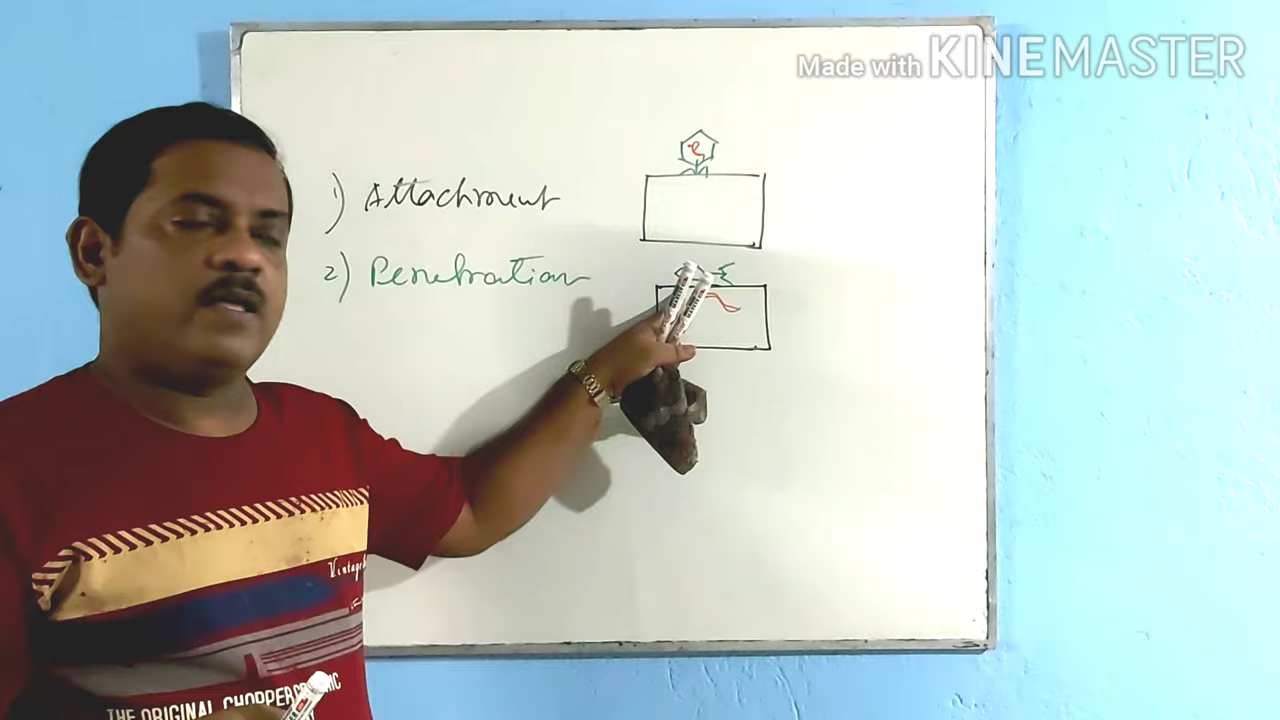 Made with KINEMASTER
1) Attachment
2) Penetration
Vintage
THE ORIGINAL CHOPPER